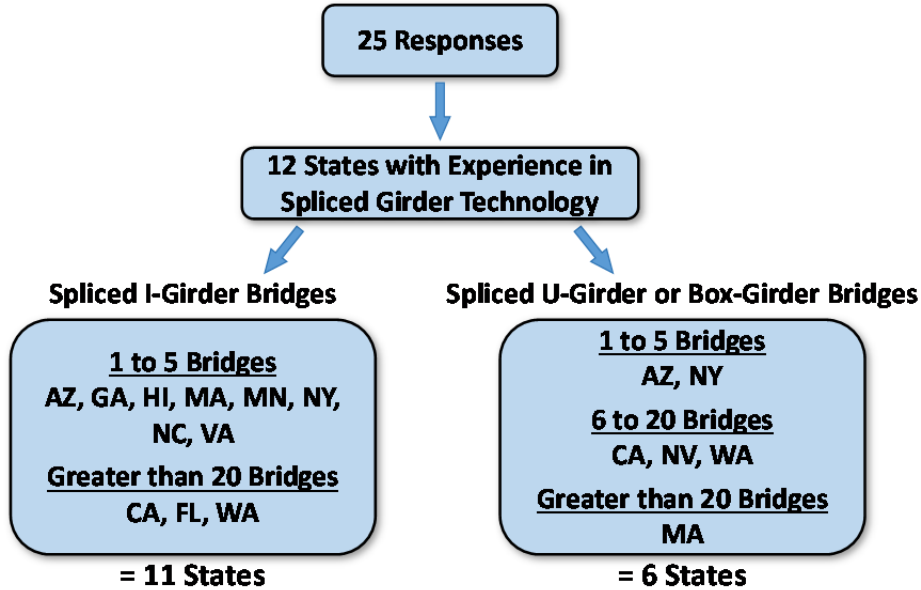 25 Responses
12 States with Experience in
Spliced Girder Technology
Spliced I-Girder Bridges
1 to 5 Bridges
AZ, GA, HI, MA, MN, NY,
NC, VA
Greater than 20 Bridges
CA, FL, WA
= 11 States
Spliced U-Girder or Box-Girder Bridges
1 to 5 Bridges
AZ, NY
6 to 20 Bridges
CA, NV, WA
Greater than 20 Bridges
MA
= 6 States